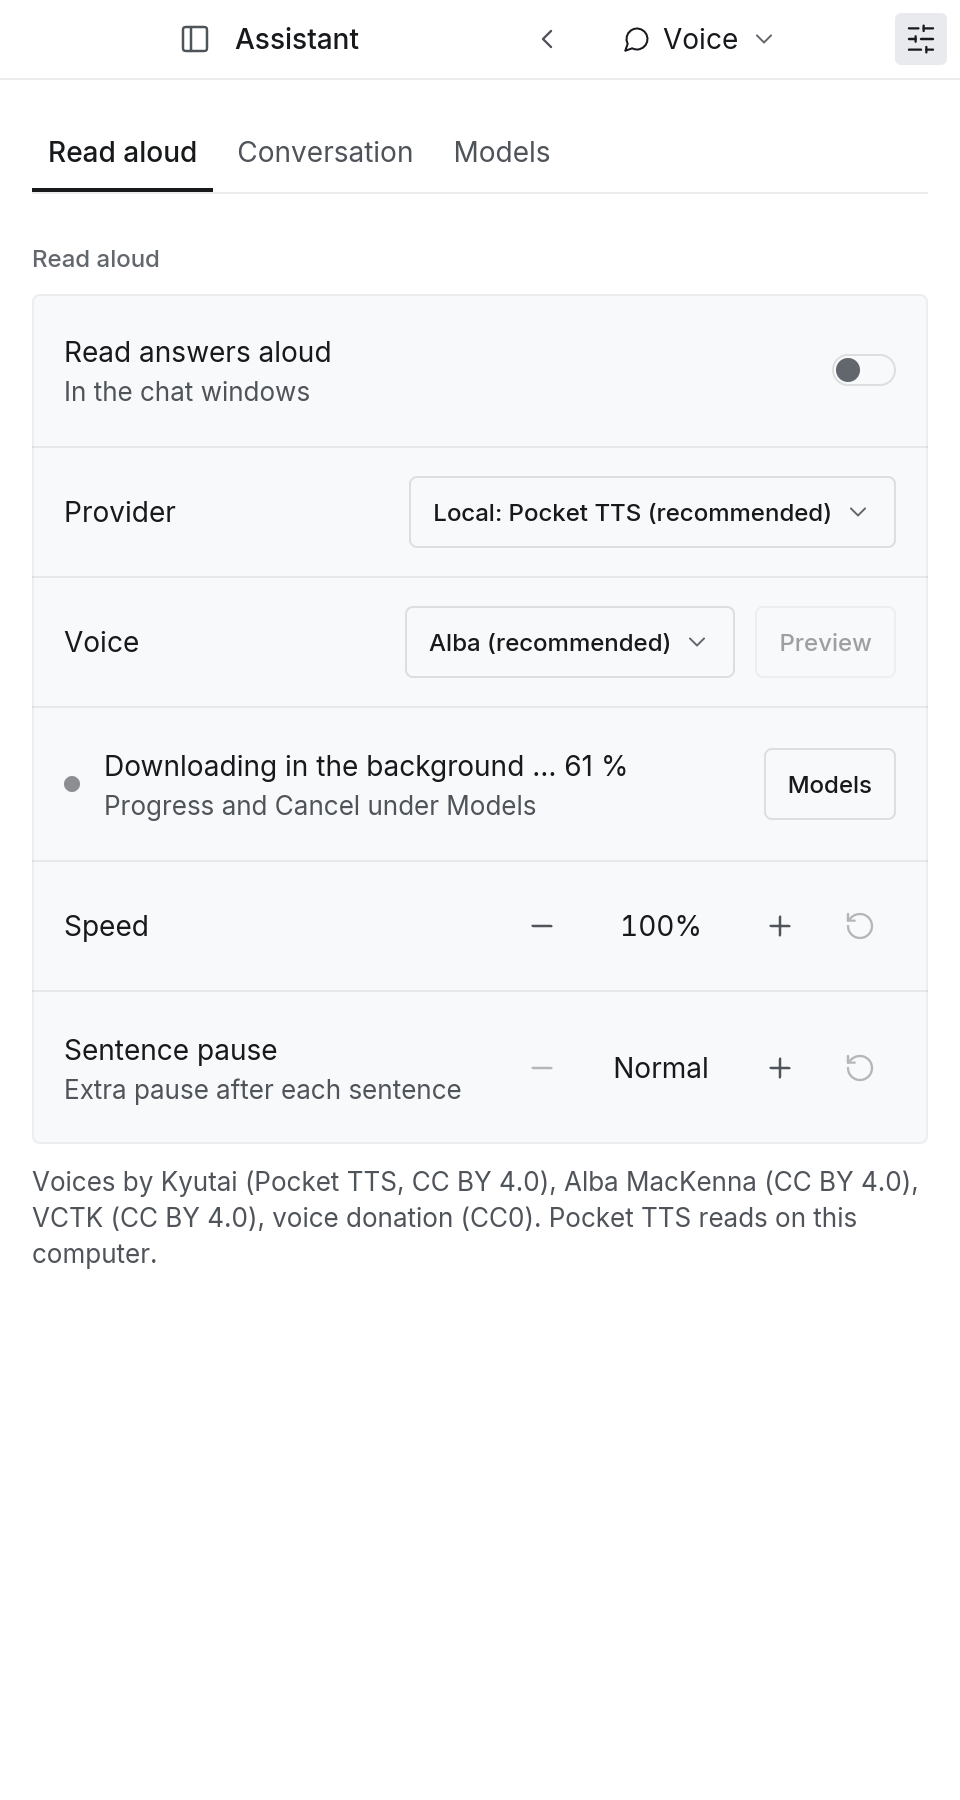 Assistant
Voice
Read aloud
Conversation
Models
Read aloud
Read answers aloud
In the chat windows
Provider
Local: Pocket TTS (recommended)
Voice
Alba (recommended)
Preview
Downloading in the background ... 61 %
Progress and Cancel under Models
Models
Speed
100%
Sentence pause
Extra pause after each sentence
Normal
Voices by Kyutai (Pocket TTS, CC BY 4.0), Alba MacKenna (CC BY 4.0),
VCTK (CC BY 4.0), voice donation (CC0). Pocket TTS reads on this
computer.